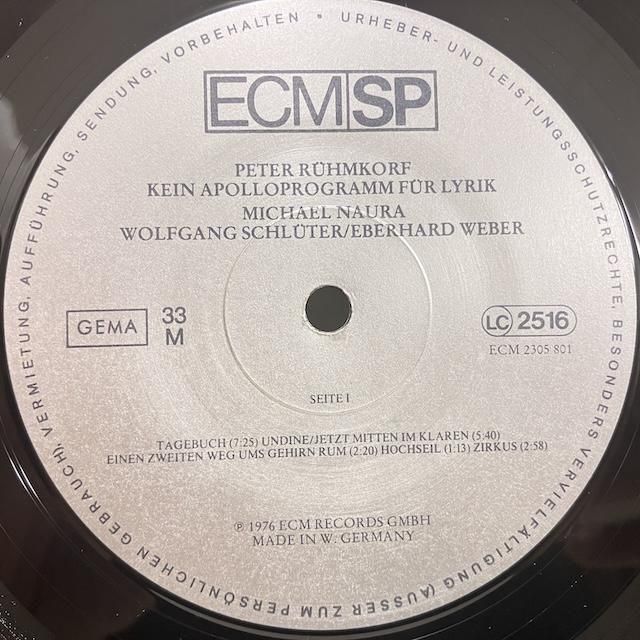 URHEBER- UND LEISTUNGSSCHUTZRECHTE, BESONDERS VERVIELFÄLTIGUNG (AUSSER ZUM PERSÖNLICHEN GEBRAUCH), VERMIETUNG, AUFFÜHRUNG, SENDUNG, VORBEHALTEN •
ECM SP
PETER RÜHMKORF
KEIN APOLLOPROGRAMM FÜR LYRIK
MICHAEL NAURA
WOLFGANG SCHLÜTER/EBERHARD WEBER
GEMA
33
M
LC 2516
ECM 2305 801
SEITE I
TAGEBUCH (7:25) UNDINE/JETZT MITTEN IM KLAREN (5:40)
EINEN ZWEITEN WEG UMS GEHIRN RUM (2:20) HOCHSEIL (1:13) ZIRKUS (2:58)
℗ 1976 ECM RECORDS GMBH
MADE IN W. GERMANY